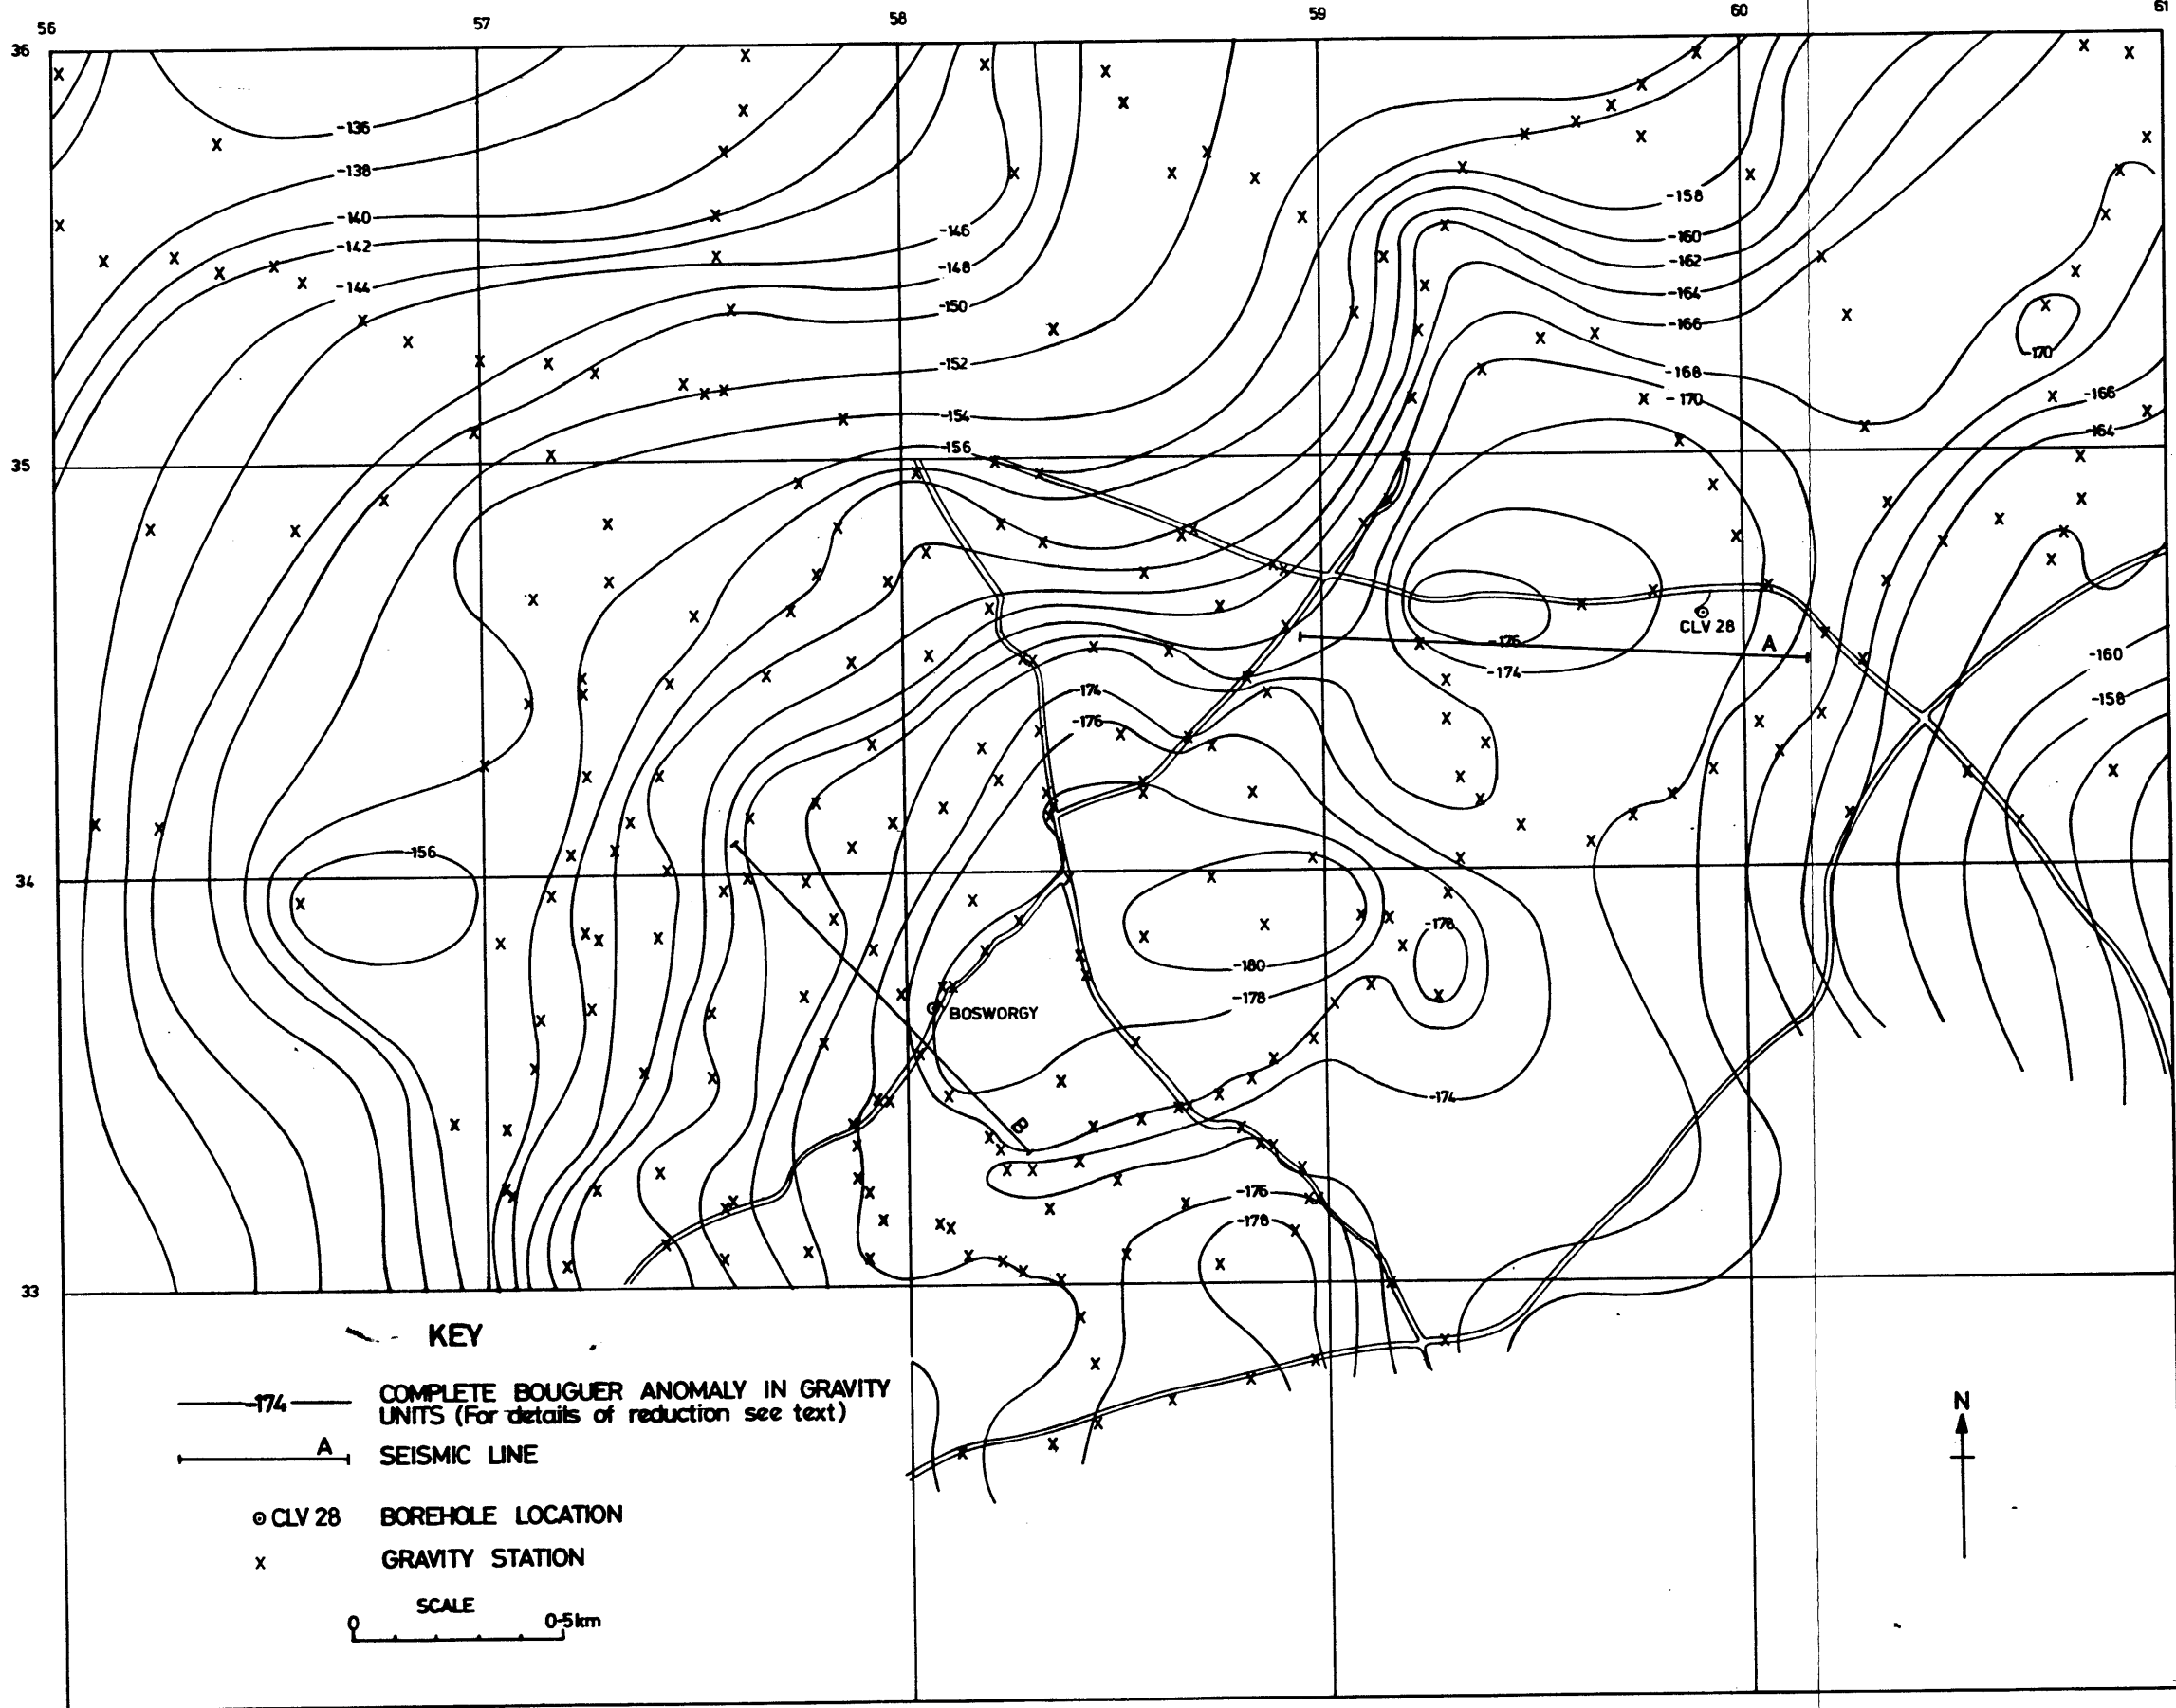 56 57 58 59 60 61
36
-136
-138
-140
-142
-144
-146
-148
-150
-152
-154
-156
-158
-160
-162
-164
-166
-168
-170
-170
-166
-164
35
CLV 28
A
-176
-174
-160
-158
-174
-176
-156
34
-178
-180
-178
BOSWORGY
B
-174
-176
-178
33
KEY
-174 COMPLETE BOUGUER ANOMALY IN GRAVITY
UNITS (For details of reduction see text)
A SEISMIC LINE
CLV 28 BOREHOLE LOCATION
x GRAVITY STATION
SCALE
0 0·5km
N